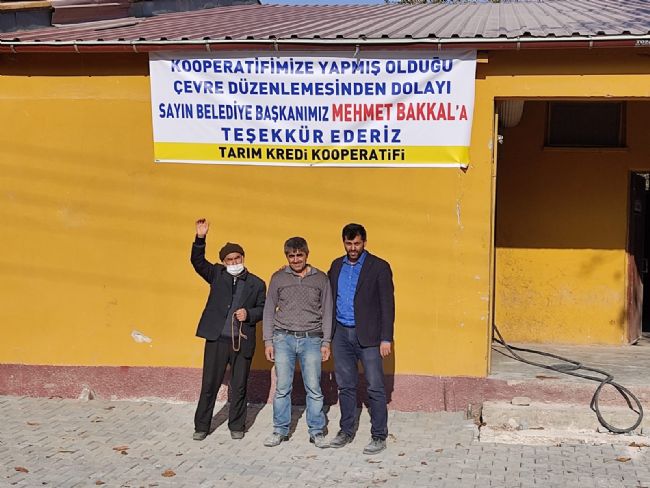 KOOPERATİFİMİZE YAPMIŞ OLDUĞU
ÇEVRE DÜZENLEMESİNDEN DOLAYI
SAYIN BELEDİYE BAŞKANIMIZ MEHMET BAKKAL'A
TEŞEKKÜR EDERİZ
TARIM KREDİ KOOPERATİFİ